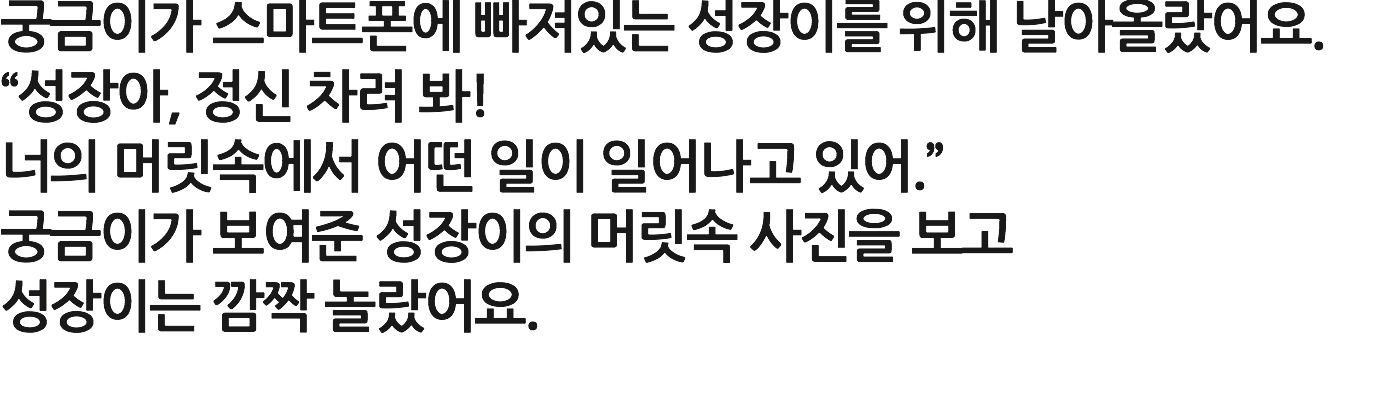 궁금이가 스마트폰에 빠져있는 성장이를 위해 날아올랐어요.
“성장아, 정신 차려 봐!
너의 머릿속에서 어떤 일이 일어나고 있어.”
궁금이가 보여준 성장이의 머릿속 사진을 보고
성장이는 깜짝 놀랐어요.